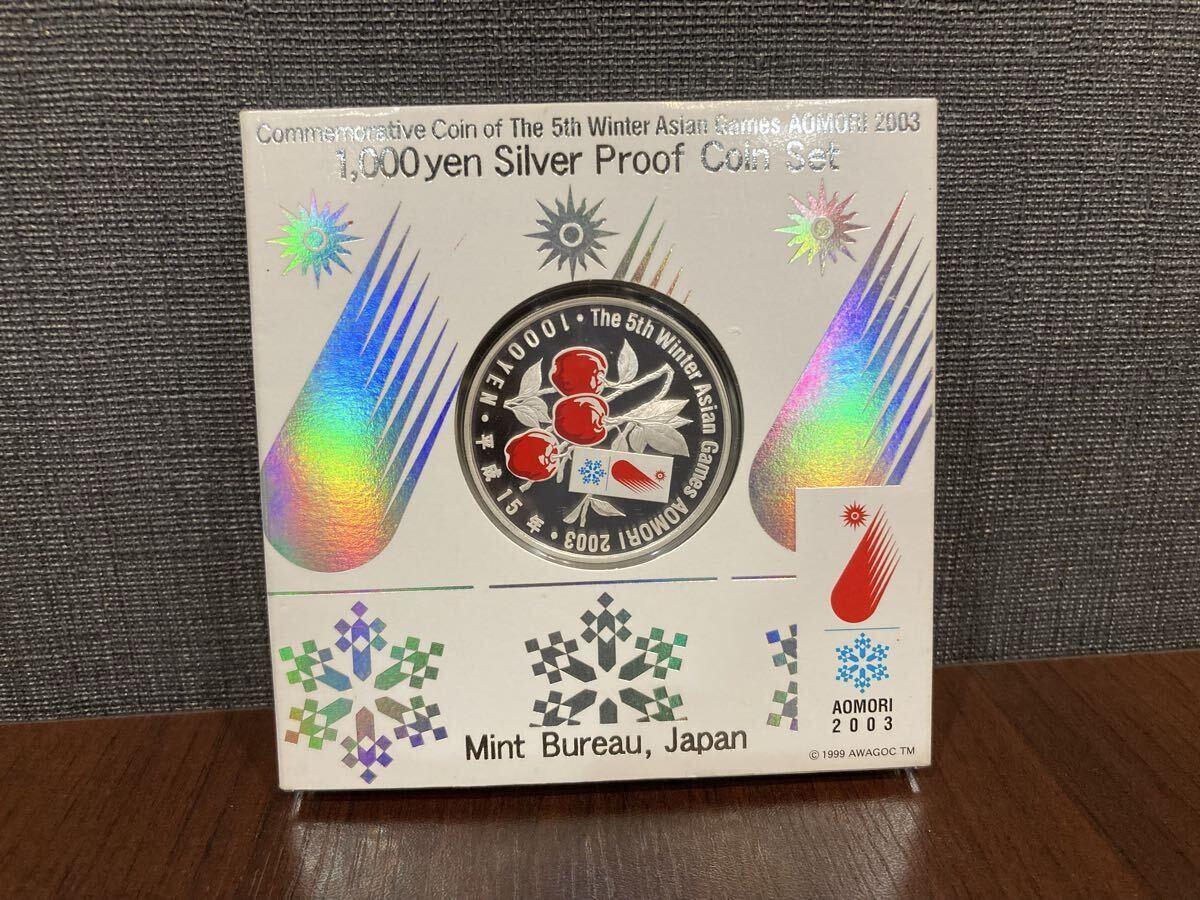 Commemorative Coin of The 5th Winter Asian Games AOMORI 2003
1,000yen Silver Proof Coin Set
1000YEN・平成15年・
・The 5th Winter Asian Games AOMORI 2003
AOMORI
2003
Mint Bureau, Japan
© 1999 AWAGOC TM